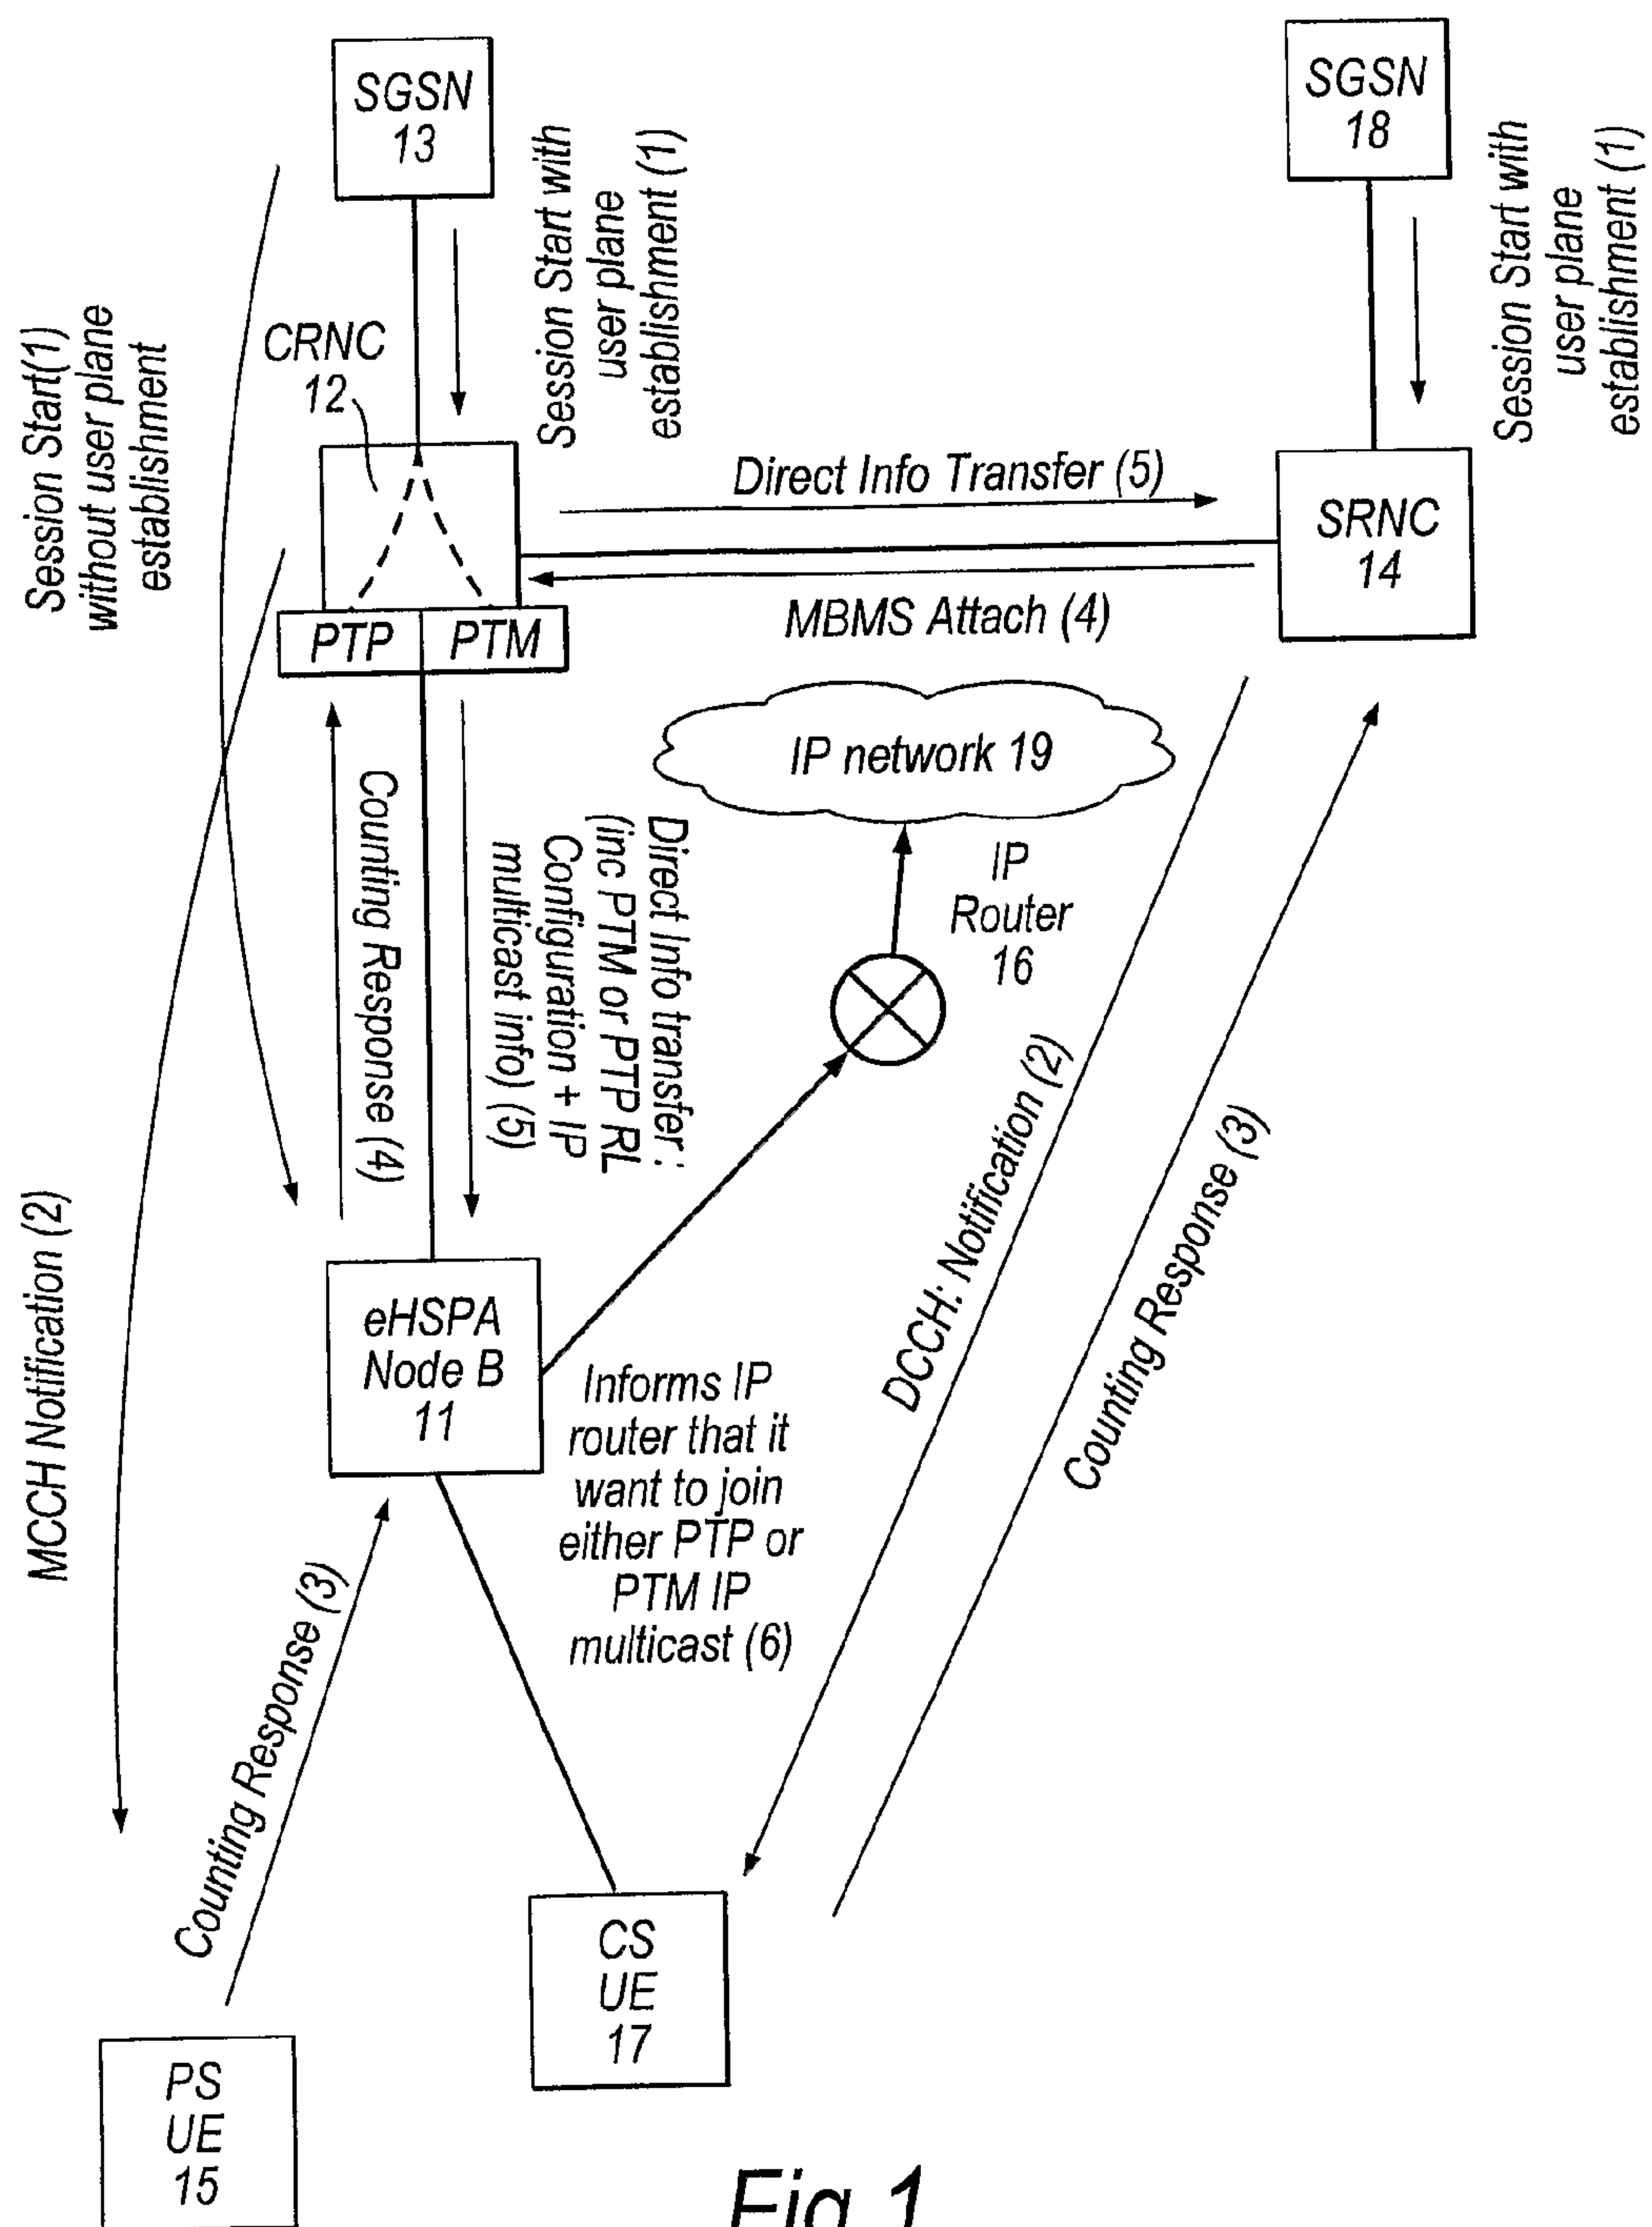 SGSN
13
SGSN
18
Session Start with
user plane
establishment (1)
Session Start with
user plane
establishment (1)
Session Start(1)
without user plane
establishment
CRNC
12
Direct Info Transfer (5)
SRNC
14
MBMS Attach (4)
PTP
PTM
IP network 19
Counting Response (4)
Direct Info transfer:
(inc PTM or PTP RL
Configuration + IP
multicast info) (5)
IP
Router
16
DCCH: Notification (2)
Counting Response (3)
MCCH Notification (2)
eHSPA
Node B
11
Informs IP
router that it
want to join
either PTP or
PTM IP
multicast (6)
Counting Response (3)
CS
UE
17
PS
UE
15
Fig 1